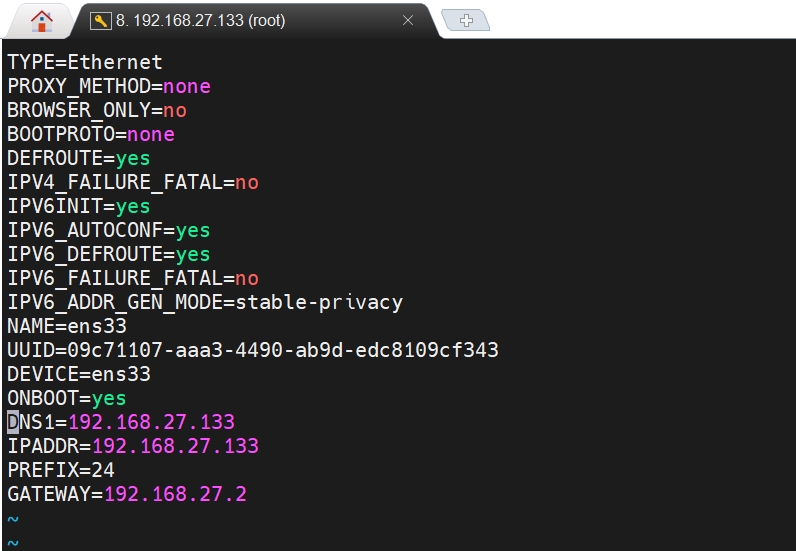 8. 192.168.27.133 (root)
TYPE=Ethernet
PROXY_METHOD=none
BROWSER_ONLY=no
BOOTPROTO=none
DEFROUTE=yes
IPV4_FAILURE_FATAL=no
IPV6INIT=yes
IPV6_AUTOCONF=yes
IPV6_DEFROUTE=yes
IPV6_FAILURE_FATAL=no
IPV6_ADDR_GEN_MODE=stable-privacy
NAME=ens33
UUID=09c71107-aaa3-4490-ab9d-edc8109cf343
DEVICE=ens33
ONBOOT=yes
DNS1=192.168.27.133
IPADDR=192.168.27.133
PREFIX=24
GATEWAY=192.168.27.2
~
~